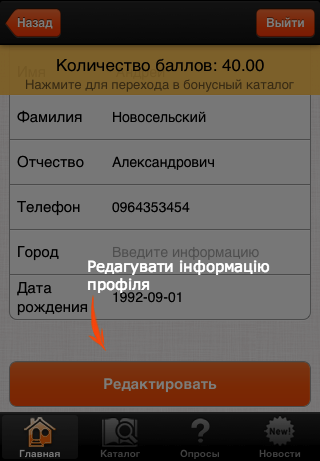 Назад
Выйти
Количество баллов: 40.00
Нажмите для перехода в бонусный каталог
Имя
Фамилия Новосельский
Отчество Александрович
Телефон 0964353454
Город Введите информацию
Редагувати інформацію
профіля
Дата
рождения 1992-09-01
Редактировать
Главная Каталог Опросы New! Новости